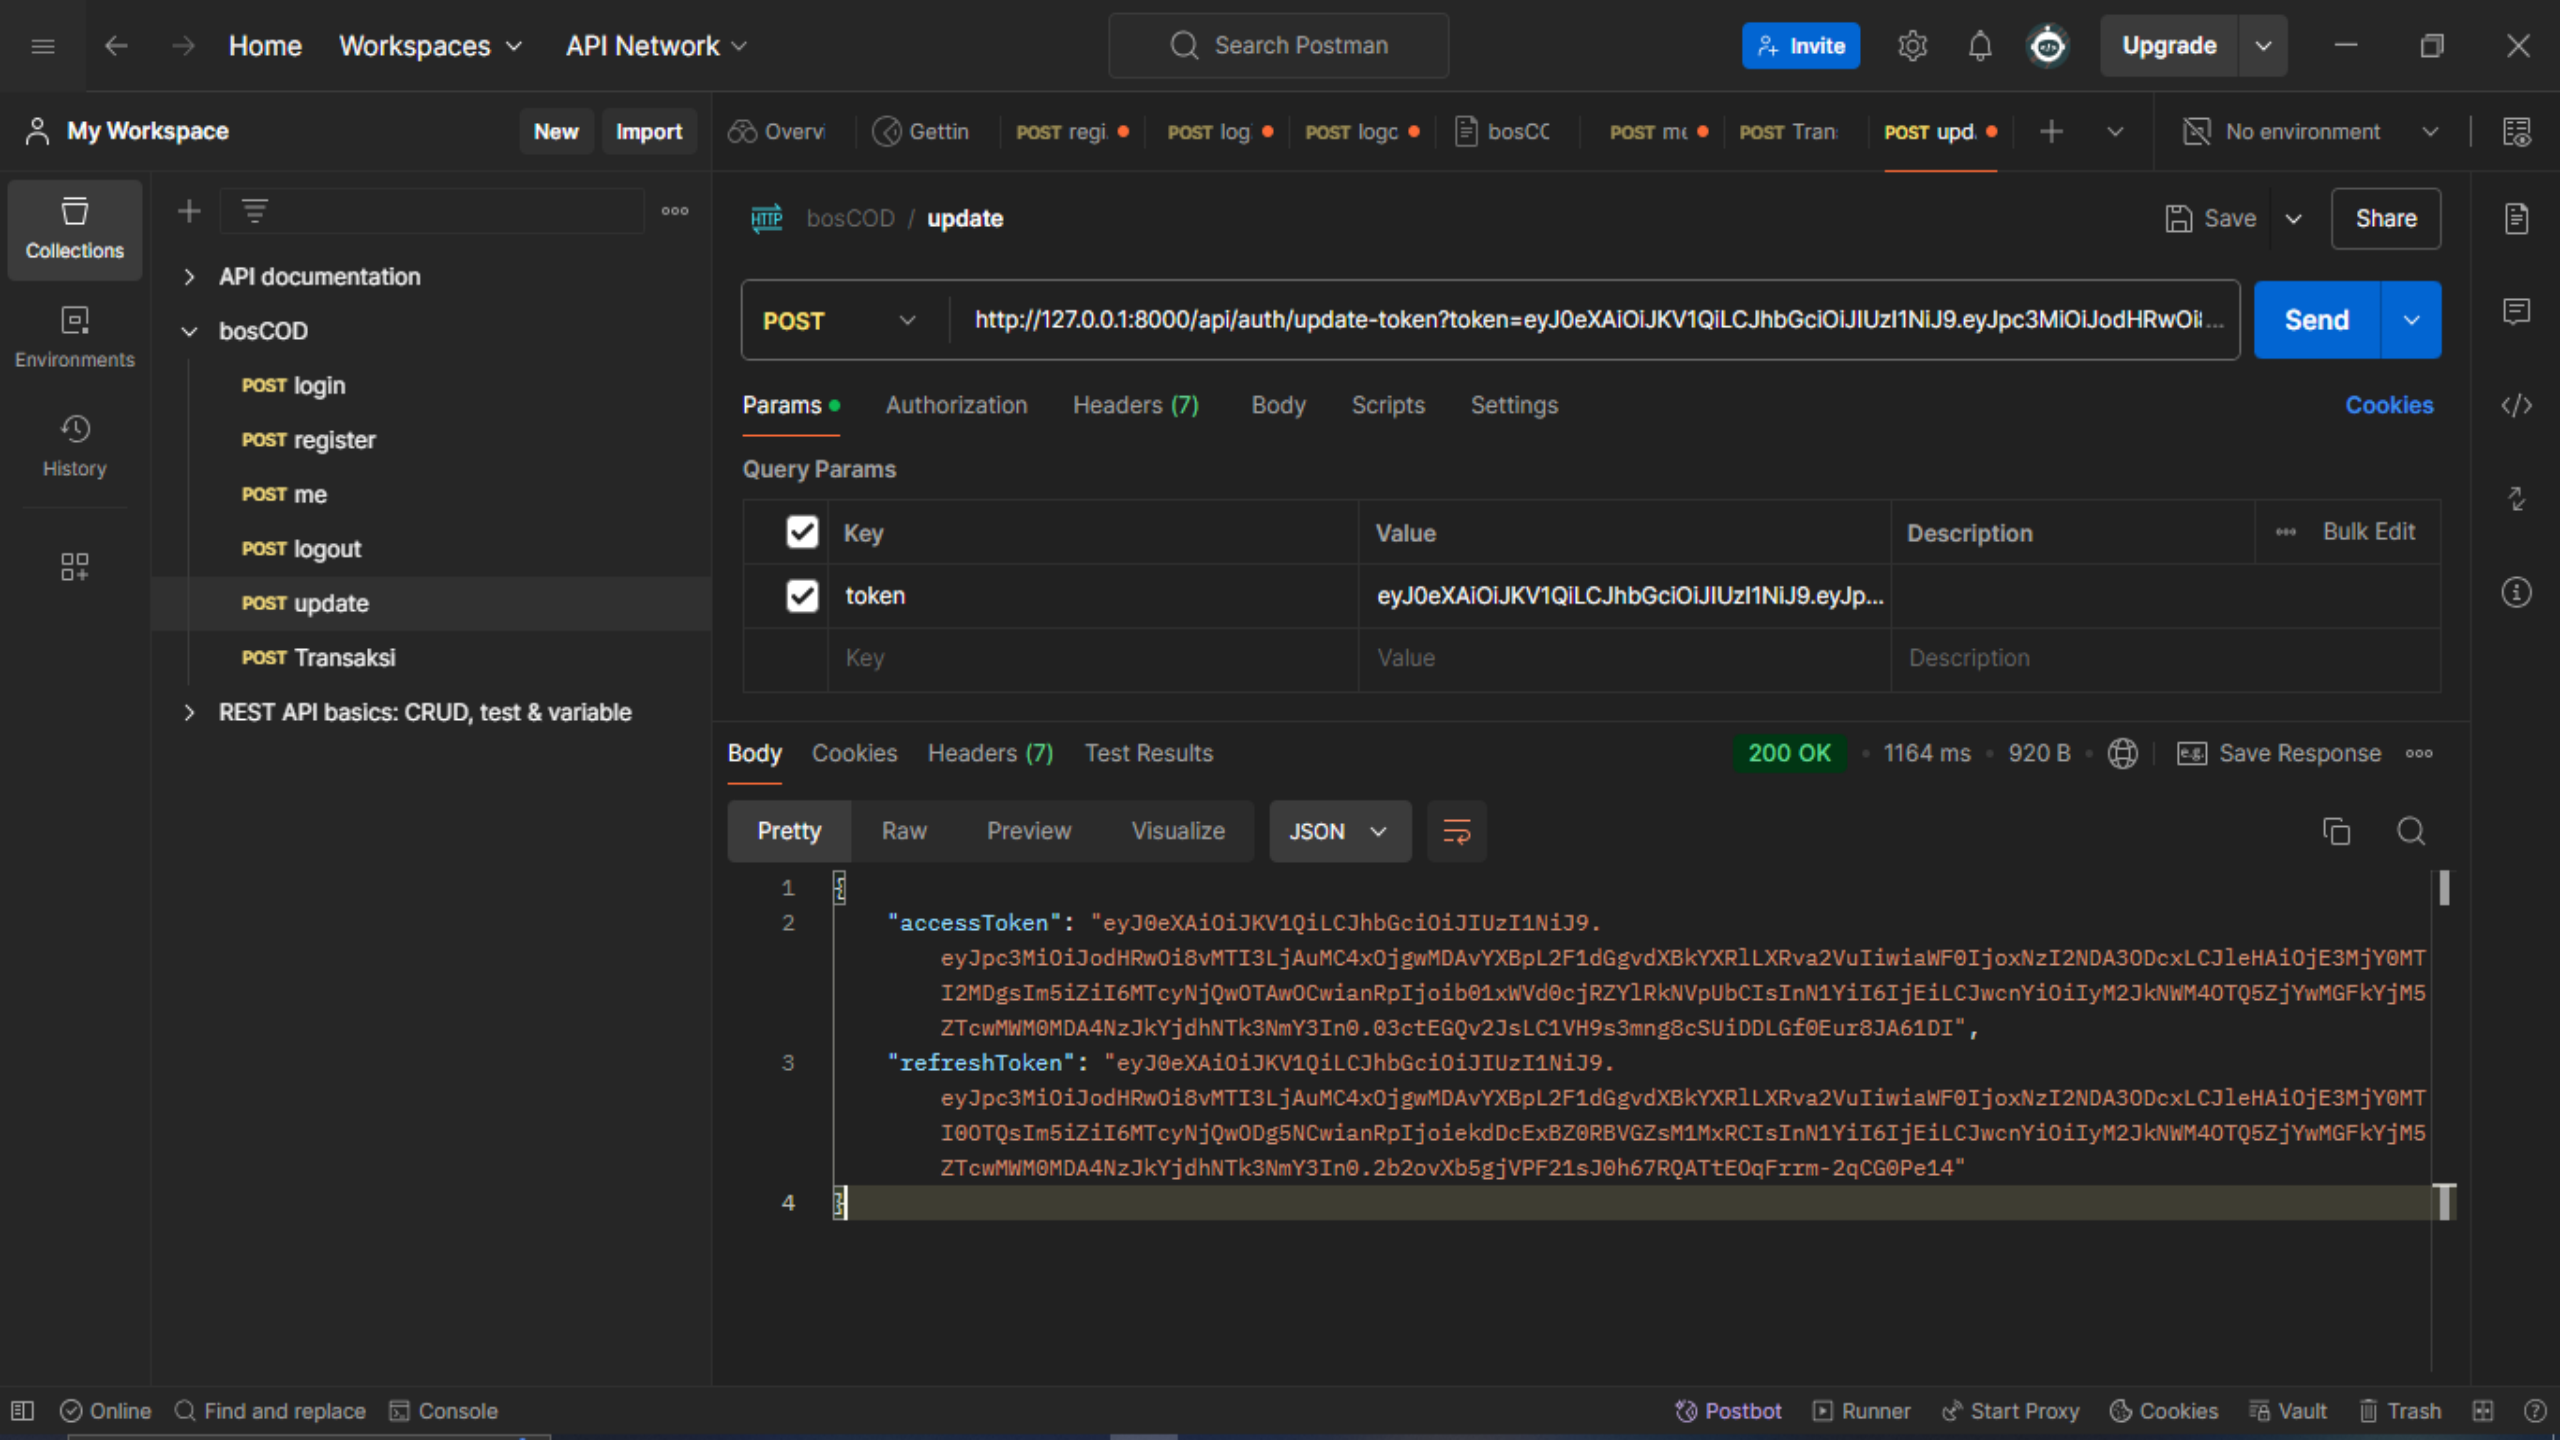 Home
Workspaces
API Network
Search Postman
Invite
Upgrade
My Workspace
New
Import
Overvi
Gettin
POST regi
POST log
POST logo
bosCC
POST me
POST Tran
POST upd
No environment
Collections
Environments
History
API documentation
bosCOD
POST login
POST register
POST me
POST logout
POST update
POST Transaksi
REST API basics: CRUD, test & variable
HTTP bosCOD / update
Save
Share
POST
http://127.0.0.1:8000/api/auth/update-token?token=eyJ0eXAiOiJKV1QiLCJhbGciOiJIUzI1NiJ9.eyJpc3MiOiJodHRwOi8...
Send
Params
Authorization
Headers (7)
Body
Scripts
Settings
Cookies
Query Params
Key
Value
Description
Bulk Edit
token
eyJ0eXAiOiJKV1QiLCJhbGciOiJIUzI1NiJ9.eyJp...
Key
Value
Description
Body
Cookies
Headers (7)
Test Results
200 OK
1164 ms
920 B
e.g.
Save Response
Pretty
Raw
Preview
Visualize
JSON
1 {
2 "accessToken": "eyJ0eXAiOiJKV1QiLCJhbGciOiJIUzI1NiJ9.
eyJpc3MiOiJodHRwOi8vMTI3LjAuMC4xOjgwMDAvYXBpL2F1dGgvdXBkYXRlLXRva2VuIiwiaWF0IjoxNzI2NDA3ODcxLCJleHAiOjE3MjY0MT
I2MDgsIm5iZiI6MTcyNjQwOTAwOCwianRpIjoib01xWVd0cjRZYlRkNVpUbCIsInN1YiI6IjEiLCJwcnYiOiIyM2JkNWM4OTQ5ZjYwMGFkYjM5
ZTcwMWM0MDA4NzJkYjdhNTk3NmY3In0.03ctEGQv2JsLC1VH9s3mng8cSUiDDLGf0Eur8JA61DI",
3 "refreshToken": "eyJ0eXAiOiJKV1QiLCJhbGciOiJIUzI1NiJ9.
eyJpc3MiOiJodHRwOi8vMTI3LjAuMC4xOjgwMDAvYXBpL2F1dGgvdXBkYXRlLXRva2VuIiwiaWF0IjoxNzI2NDA3ODcxLCJleHAiOjE3MjY0MT
I0OTQsIm5iZiI6MTcyNjQwODg5NCwianRpIjoiekdDcExBZ0RBVGZsM1MxRCIsInN1YiI6IjEiLCJwcnYiOiIyM2JkNWM4OTQ5ZjYwMGFkYjM5
ZTcwMWM0MDA4NzJkYjdhNTk3NmY3In0.2b2ovXb5gjVPF21sJ0h67RQATtEOqFrrm-2qCG0Pe14"
4 }
Online
Find and replace
Console
Postbot
Runner
Start Proxy
Cookies
Vault
Trash